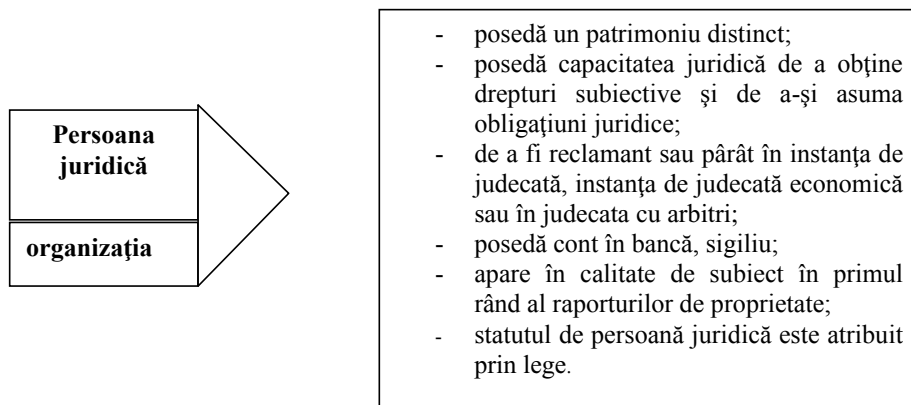 Persoana
juridică
organizaţia
- posedă un patrimoniu distinct;
- posedă capacitatea juridică de a obţine
drepturi subiective şi de a-şi asuma
obligaţiuni juridice;
- de a fi reclamant sau pârât în instanţa de
judecată, instanţa de judecată economică
sau în judecata cu arbitri;
- posedă cont în bancă, sigiliu;
- apare în calitate de subiect în primul
rând al raporturilor de proprietate;
- statutul de persoană juridică este atribuit
prin lege.